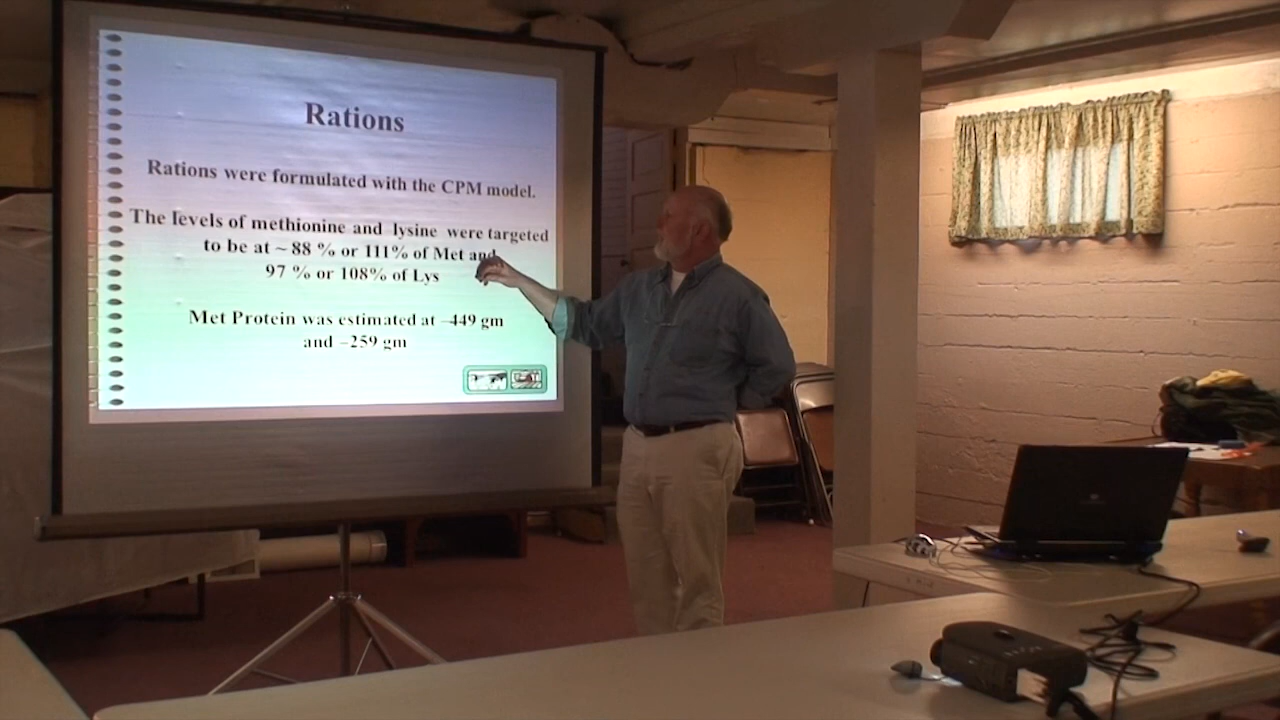 Rations
Rations were formulated with the CPM model.
The levels of methionine and lysine were targeted
to be at ~ 88 % or 111% of Met and
97 % or 108% of Lys
Met Protein was estimated at –449 gm
and –259 gm